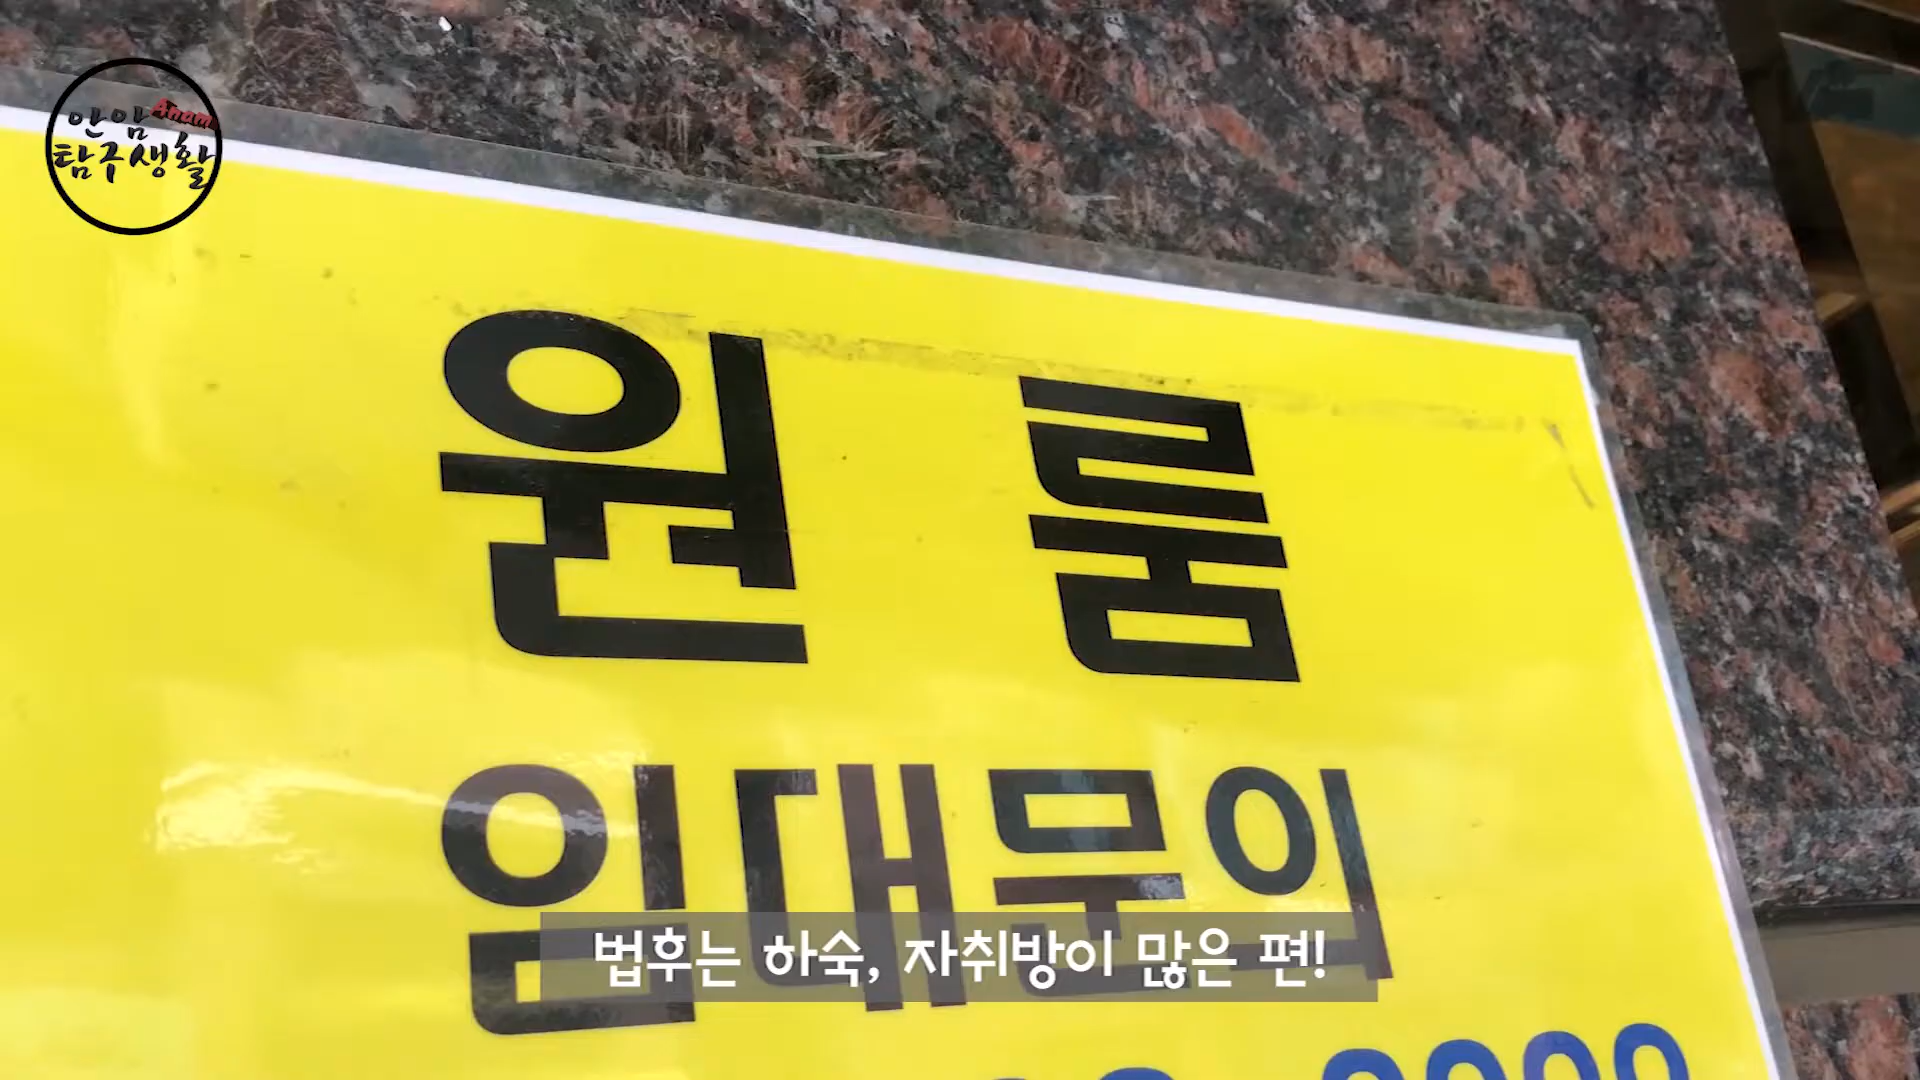 안암 Anam
탐구생활
원룸
임대문의
법후는 하숙, 자취방이 많은 편!